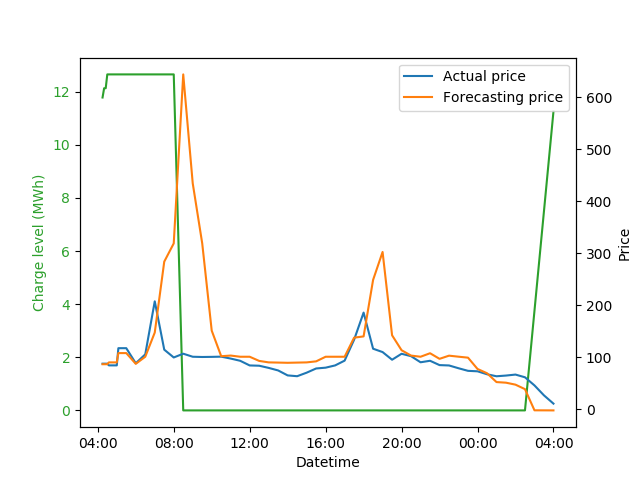 Actual price
Forecasting price
12
10
8
6
4
2
0
Charge level (MWh)
600
500
400
300
200
100
0
Price
04:00 08:00 12:00 16:00 20:00 00:00 04:00
Datetime